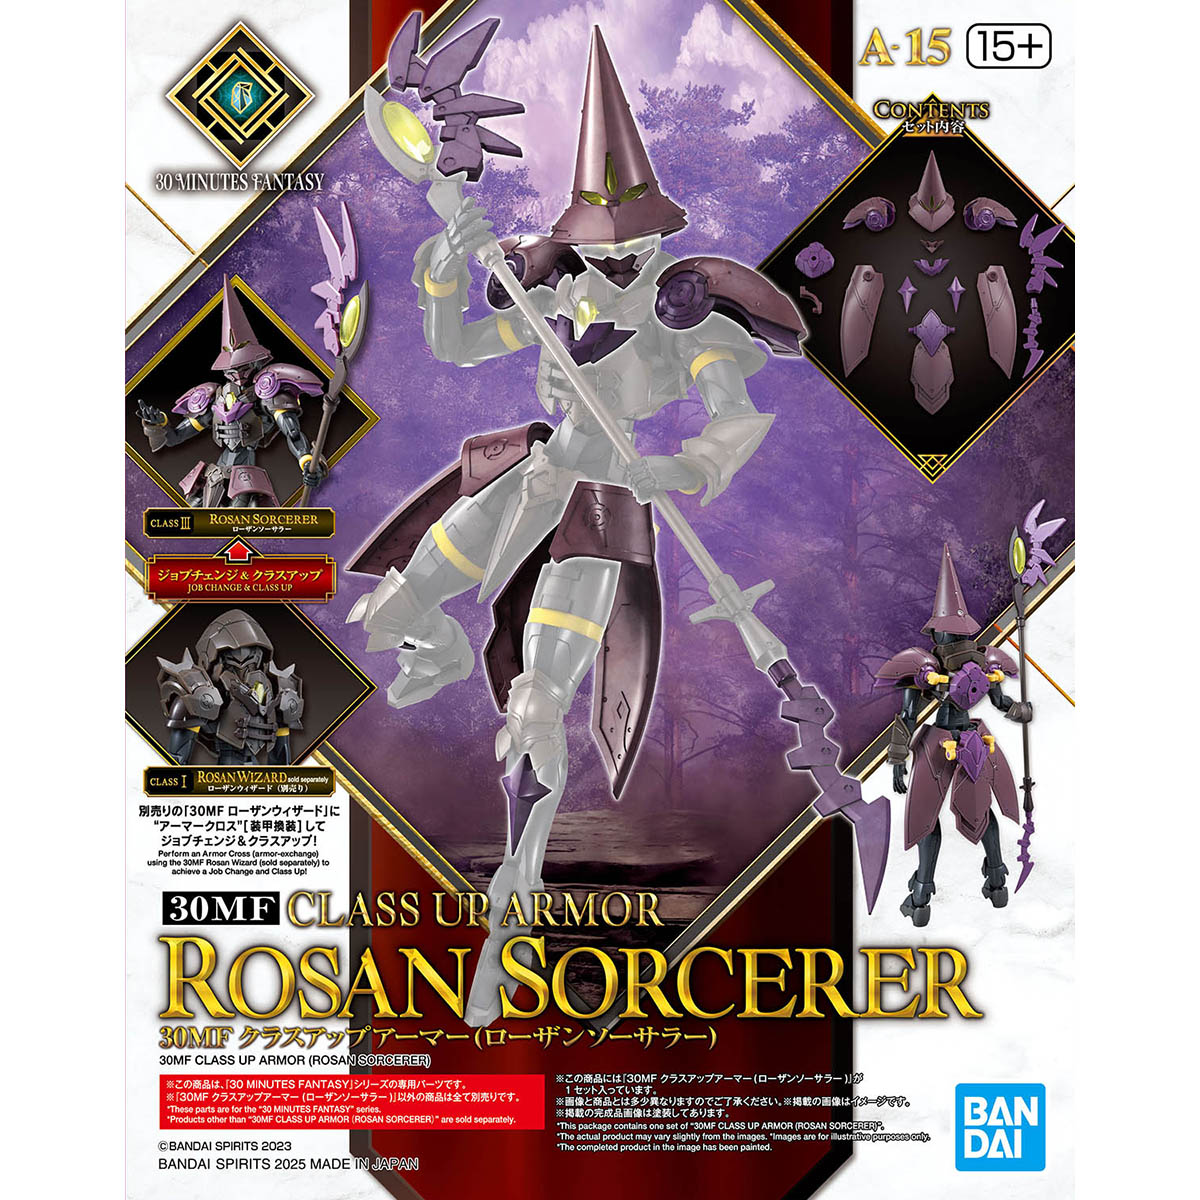 30 MINUTES FANTASY
A-15
15+
CONTENTS
セット内容
CLASS III ROSAN SORCERER
ローザンソーサラー
ジョブチェンジ&クラスアップ
JOB CHANGE & CLASS UP
CLASS I ROSAN WIZARD sold separately
ローザンウィザード(別売り)
別売りの「30MF ローザンウィザード」に
“アーマークロス”[装甲換装]して
ジョブチェンジ&クラスアップ!
Perform an Armor Cross (armor-exchange)
using the 30MF Rosan Wizard (sold separately) to
achieve a Job Change and Class Up!
30MF CLASS UP ARMOR
ROSAN SORCERER
30MF クラスアップアーマー(ローザンソーサラー)
30MF CLASS UP ARMOR (ROSAN SORCERER)
※この商品は、「30 MINUTES FANTASY」シリーズの専用パーツです。
※「30MF クラスアップアーマー(ローザンソーサラー)」以外の商品は全て別売りです。
*These parts are for the “30 MINUTES FANTASY” series.
*Products other than “30MF CLASS UP ARMOR (ROSAN SORCERER)” are sold separately.
※この商品には「30MF クラスアップアーマー(ローザンソーサラー)」が
1セット入っています。
※画像と商品とは多少異なりますのでご了承ください。※掲載の画像はイメージです。
※掲載の完成品画像は塗装してあります。
*This package contains one set of “30MF CLASS UP ARMOR (ROSAN SORCERER)”.
*The actual product may vary slightly from the images. *Images are for illustrative purposes only.
*The completed product in the image has been painted.
©BANDAI SPIRITS 2023
BANDAI SPIRITS 2025 MADE IN JAPAN
BAN
DAI